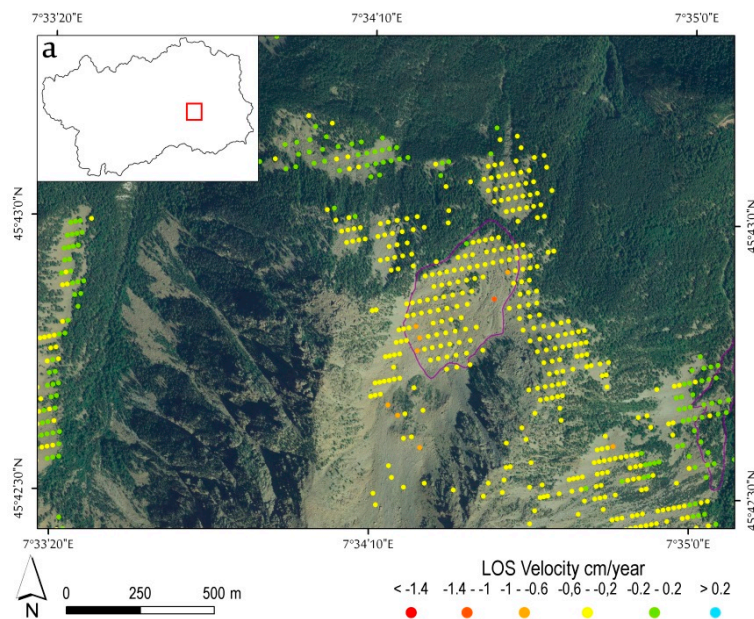 7°33'20"E 7°34'10"E 7°35'0"E
a
45°43'0"N 45°43'0"N
45°42'30"N 45°42'30"N
7°33'20"E 7°34'10"E 7°35'0"E
N
0 250 500 m
LOS Velocity cm/year
< -1.4 -1.4 - -1 -1 - -0.6 -0,6 - -0,2 -0.2 - 0.2 > 0.2